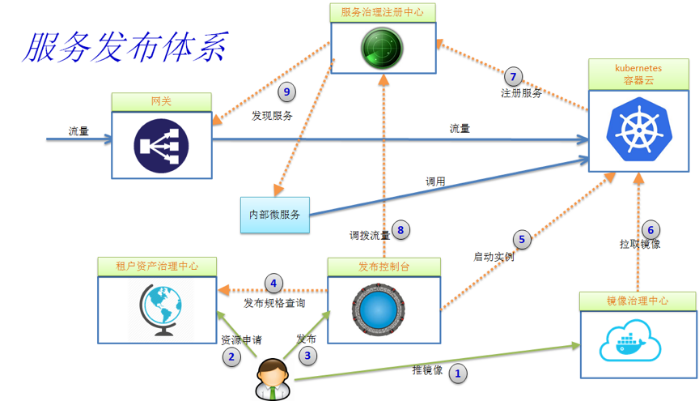 服务治理注册中心
服务发布体系
kubernetes
容器云
网关
7
注册服务
9
发现服务
流量
流量
调用
内部微服务
调拨流量
8
5
启动实例
6
拉取镜像
租户资产治理中心
发布控制台
4
发布规格查询
镜像治理中心
资源申请
2
发布
3
推镜像
1